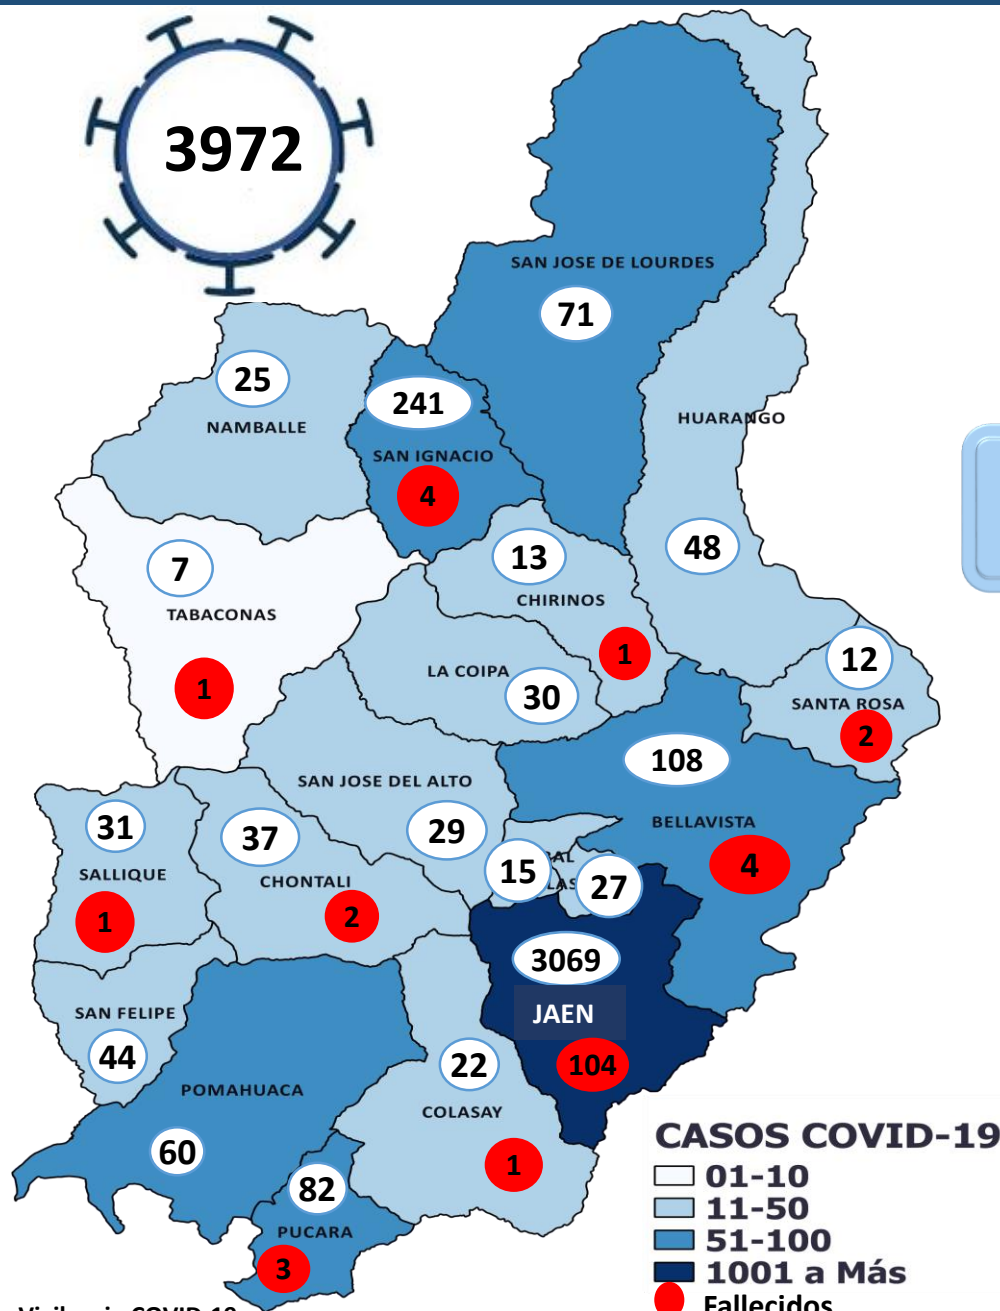 3972
SAN JOSE DE LOURDES
71
25
NAMBALLE
241
SAN IGNACIO
4
HUARANGO
48
13
CHIRINOS
1
7
TABACONAS
1
LA COIPA
30
12
SANTA ROSA
2
108
BELLAVISTA
4
SAN JOSE DEL ALTO
29
31
SALLIQUE
1
37
CHONTALI
2
15
27
3069
JAEN
104
SAN FELIPE
44
22
COLASAY
1
POMAHUACA
60
82
PUCARA
3
CASOS COVID-19
01-10
11-50
51-100
1001 a Más
Fallecidos